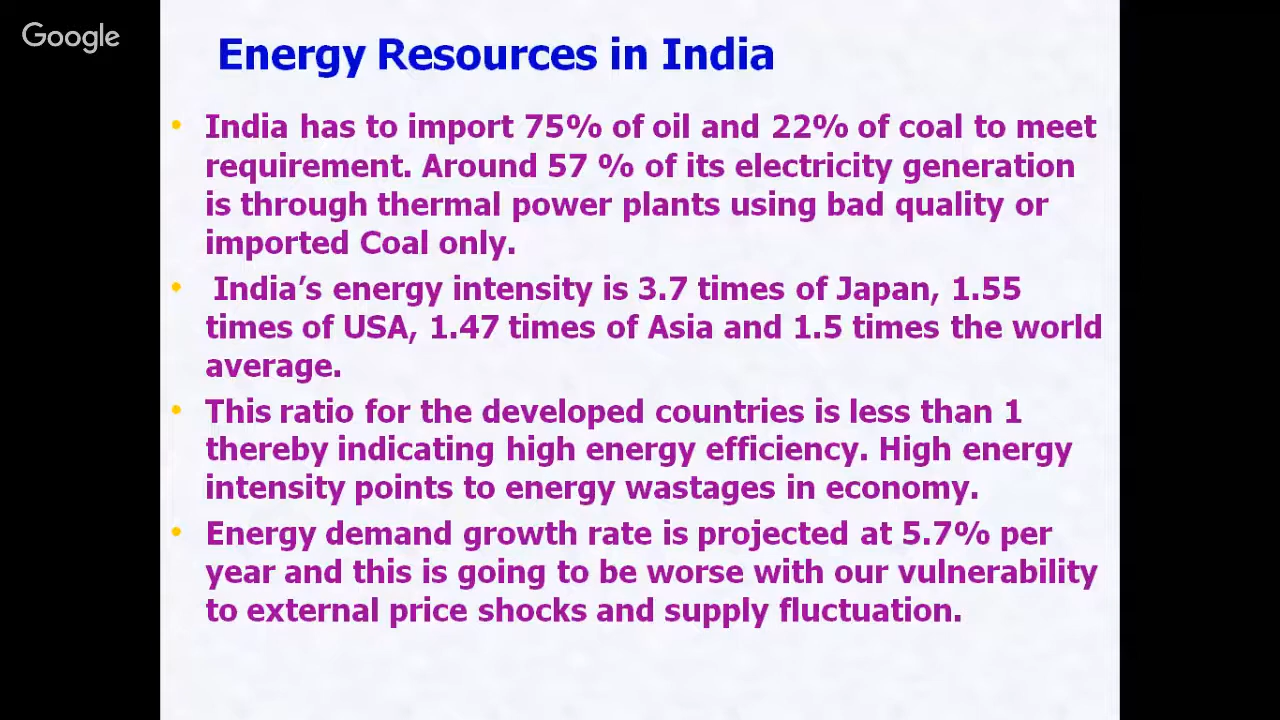 Google
Energy Resources in India
• India has to import 75% of oil and 22% of coal to meet
requirement. Around 57 % of its electricity generation
is through thermal power plants using bad quality or
imported Coal only.
• India’s energy intensity is 3.7 times of Japan, 1.55
times of USA, 1.47 times of Asia and 1.5 times the world
average.
• This ratio for the developed countries is less than 1
thereby indicating high energy efficiency. High energy
intensity points to energy wastages in economy.
• Energy demand growth rate is projected at 5.7% per
year and this is going to be worse with our vulnerability
to external price shocks and supply fluctuation.